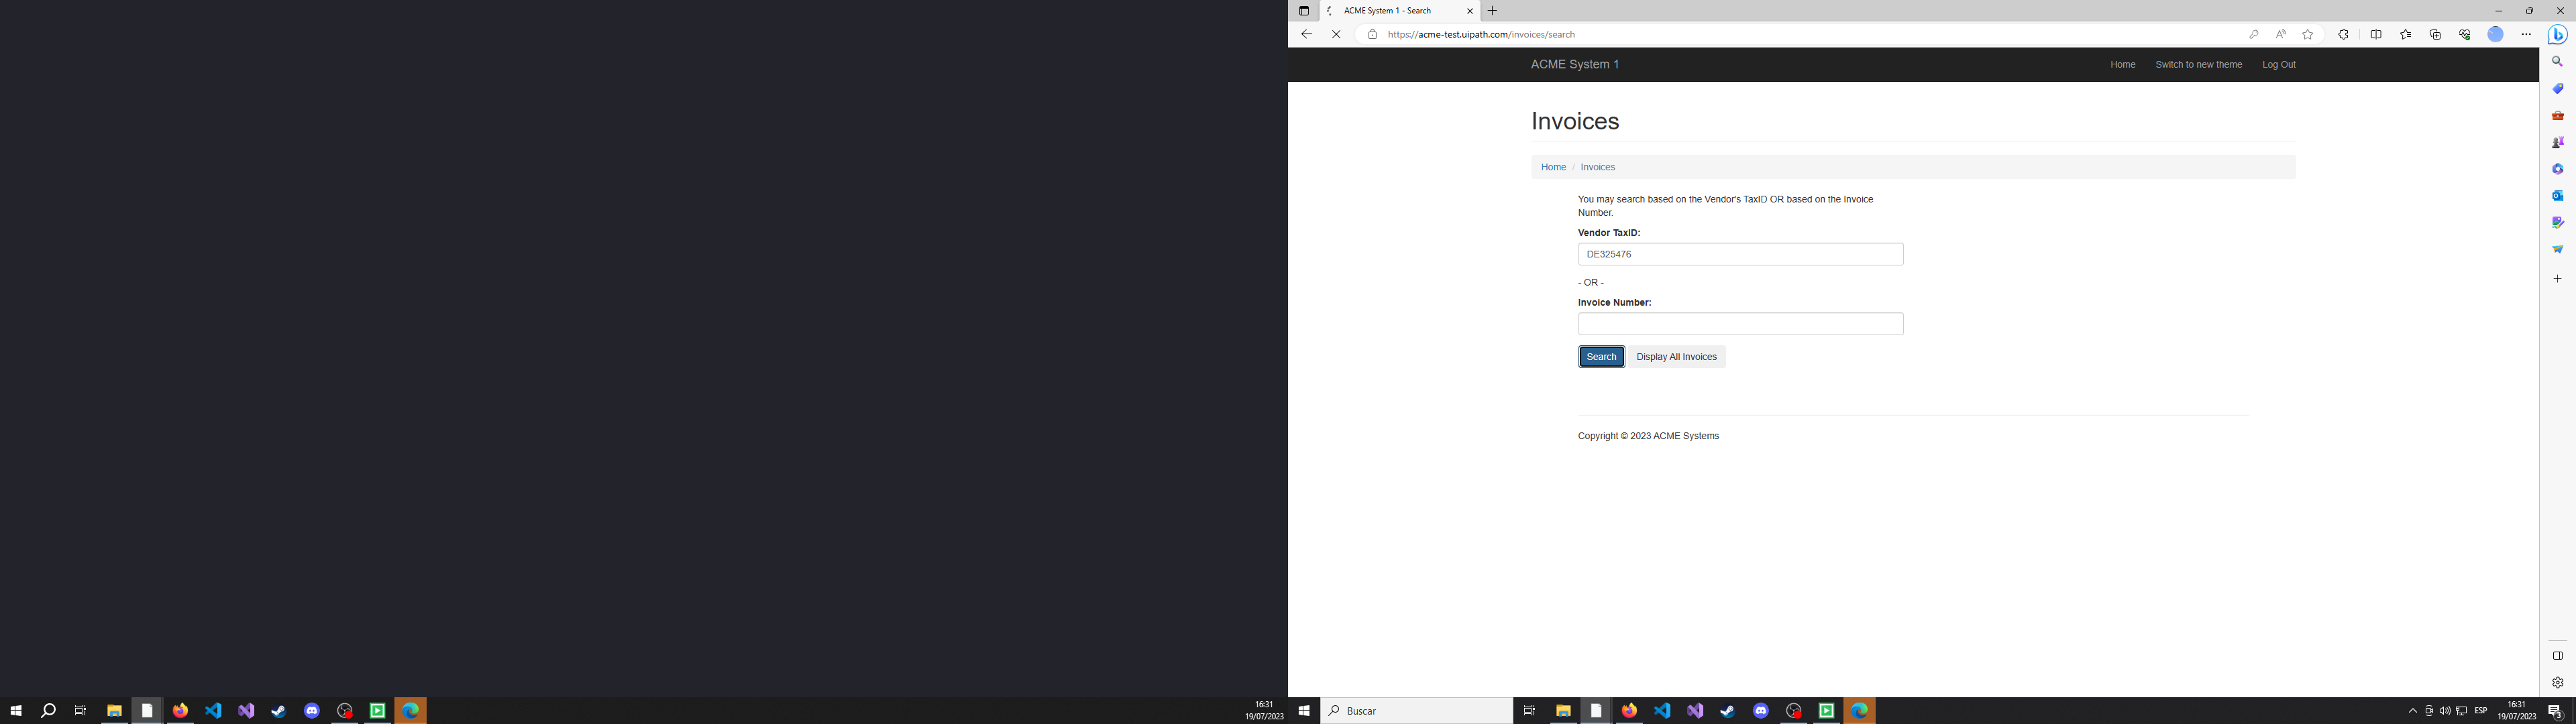 ACME System 1 - Search
https://acme-test.uipath.com/invoices/search
ACME System 1
Home
Switch to new theme
Log Out
Invoices
Home / Invoices
You may search based on the Vendor's TaxID OR based on the Invoice
Number.
Vendor TaxID:
DE325476
- OR -
Invoice Number:
Search
Display All Invoices
Copyright © 2023 ACME Systems
16:31
19/07/2023
Buscar
ESP
16:31
19/07/2023
3